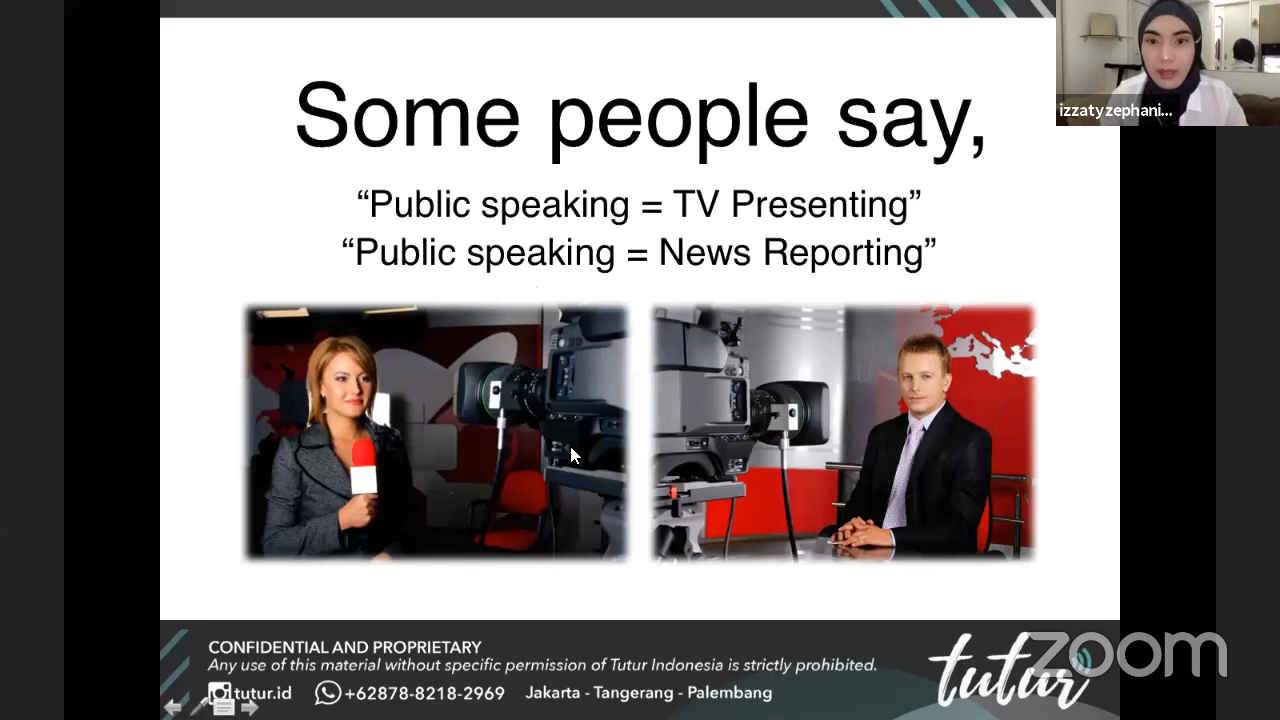 Some people say,
“Public speaking = TV Presenting”
“Public speaking = News Reporting”
izzatyzephani...
CONFIDENTIAL AND PROPRIETARY
Any use of this material without specific permission of Tutur Indonesia is strictly prohibited.
tutur.id +62878-8218-2969 Jakarta - Tangerang - Palembang
tutur
zoom